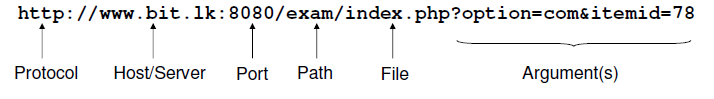 http://www.bit.lk:8080/exam/index.php?option=com&itemid=78
Protocol Host/Server Port Path File Argument(s)